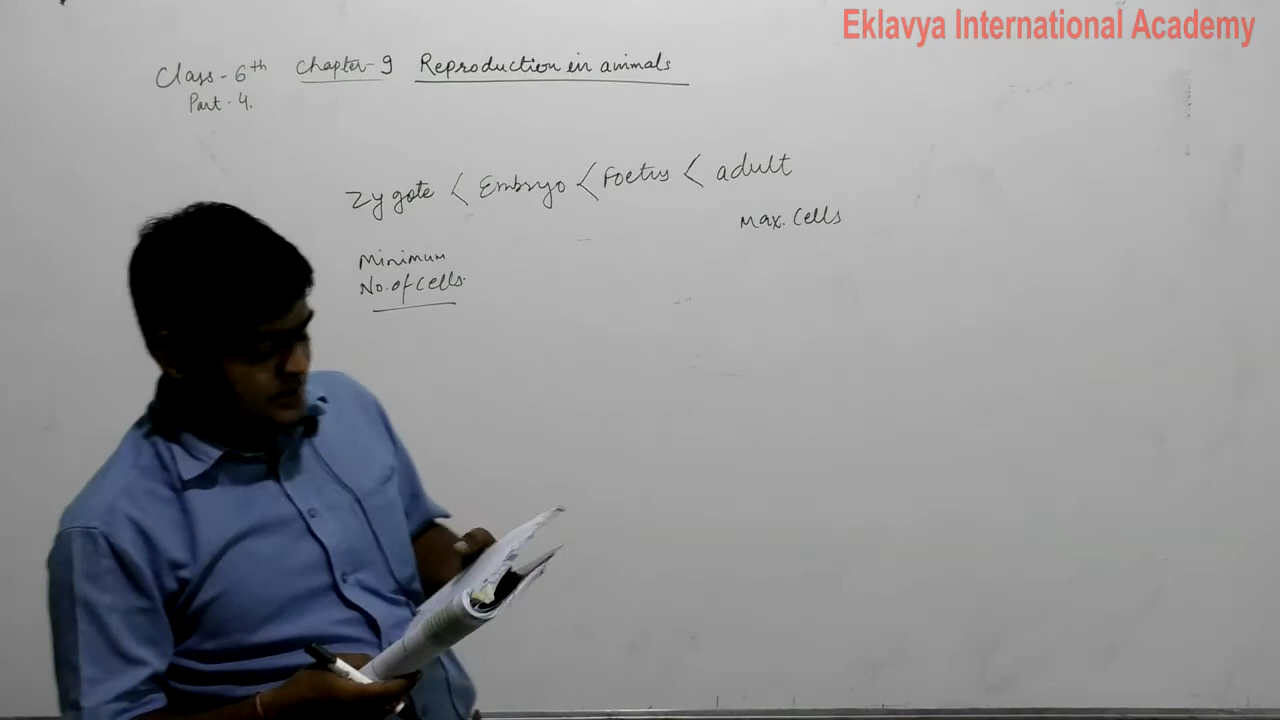 Eklavya International Academy
Class - 6th Chapter - 9 Reproduction in animals
Part - 4.
Zygote < Embryo < Foetus < adult
Max. Cells
Minimum
No. of cells.